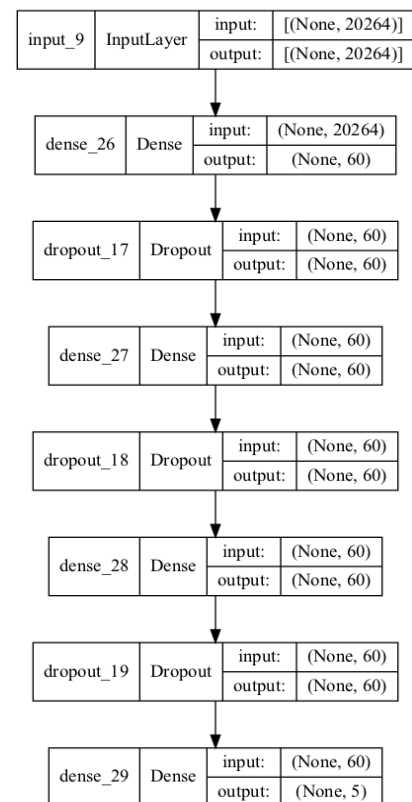 input_9 InputLayer input: [(None, 20264)]
output: [(None, 20264)]
dense_26 Dense input: (None, 20264)
output: (None, 60)
dropout_17 Dropout input: (None, 60)
output: (None, 60)
dense_27 Dense input: (None, 60)
output: (None, 60)
dropout_18 Dropout input: (None, 60)
output: (None, 60)
dense_28 Dense input: (None, 60)
output: (None, 60)
dropout_19 Dropout input: (None, 60)
output: (None, 60)
dense_29 Dense input: (None, 60)
output: (None, 5)